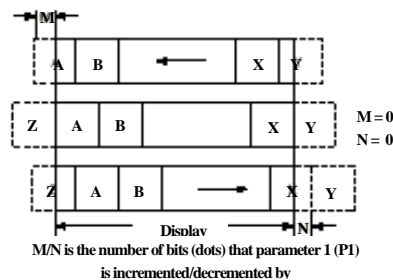 M
A B X Y
Z A B X Y M = 0
N = 0
Z A B X Y
Display N
M/N is the number of bits (dots) that parameter 1 (P1)
is incremented/decremented by